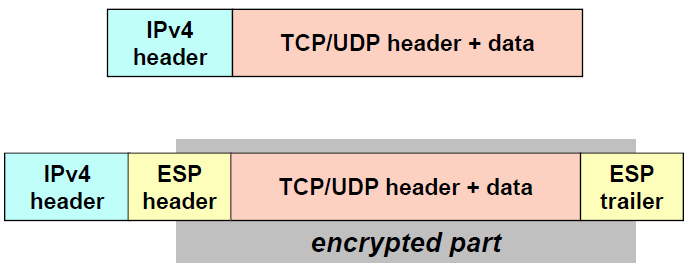 IPv4
header
TCP/UDP header + data
IPv4
header
ESP
header
TCP/UDP header + data
ESP
trailer
encrypted part